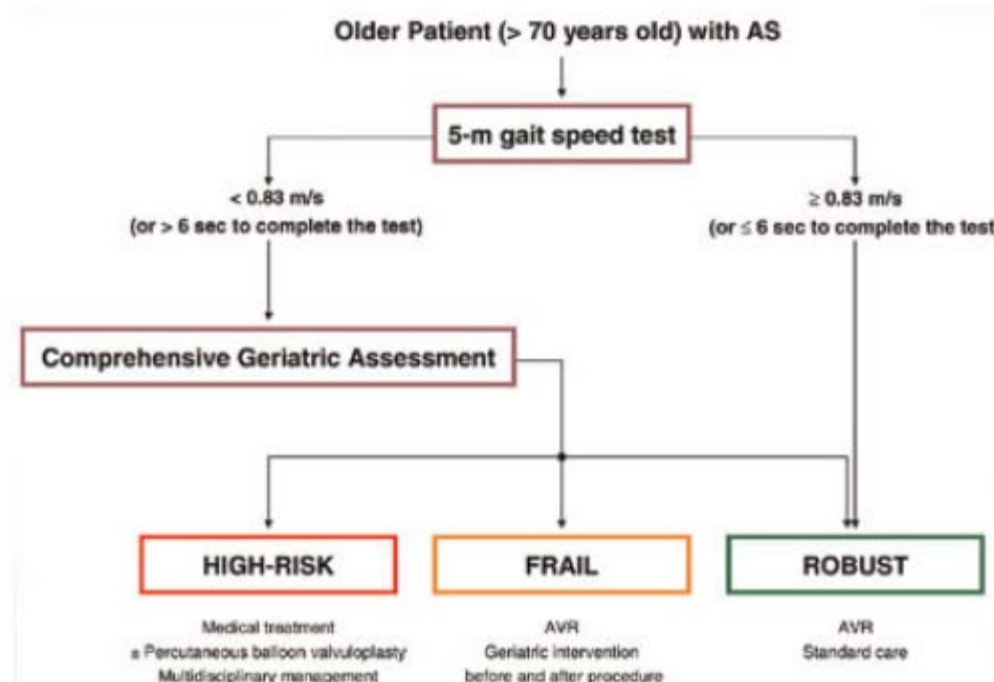 Older Patient (> 70 years old) with AS
5-m gait speed test
< 0.83 m/s
(or > 6 sec to complete the test)
≥ 0.83 m/s
(or ≤ 6 sec to complete the test
Comprehensive Geriatric Assessment
HIGH-RISK
FRAIL
ROBUST
Medical treatment
± Percutaneous balloon valvuloplasty
Multidisciplinary management
AVR
Geriatric intervention
before and after procedure
AVR
Standard care